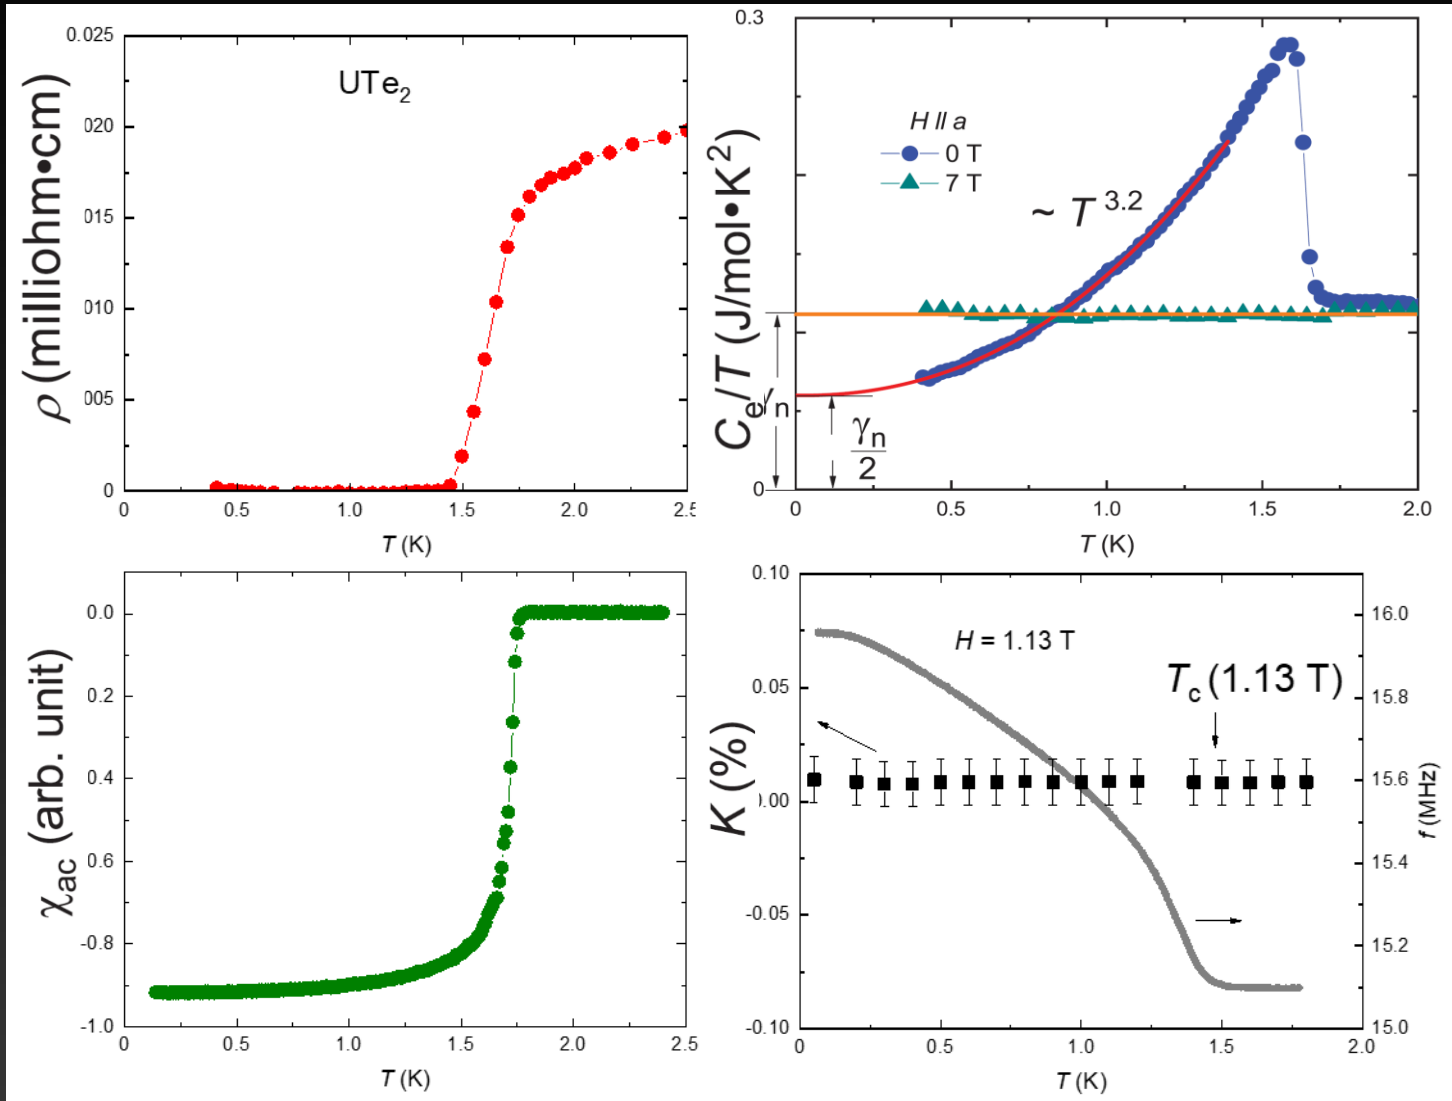 UTe2
ρ (milliohm•cm)
0.025
020
015
010
005
0
0 0.5 1.0 1.5 2.0 2.5
T (K)
0.3
H // a
0 T
7 T
~ T 3.2
Ce/T (J/mol•K2)
γn
γn
2
0
0 0.5 1.0 1.5 2.0
T (K)
χac (arb. unit)
0.0
0.2
0.4
0.6
-0.8
-1.0
0 0.5 1.0 1.5 2.0 2.5
T (K)
K (%)
0.10
0.05
0.00
-0.05
-0.10
H = 1.13 T
Tc (1.13 T)
16.0
15.8
15.6
15.4
15.2
15.0
f (MHz)
0 0.5 1.0 1.5 2.0
T (K)